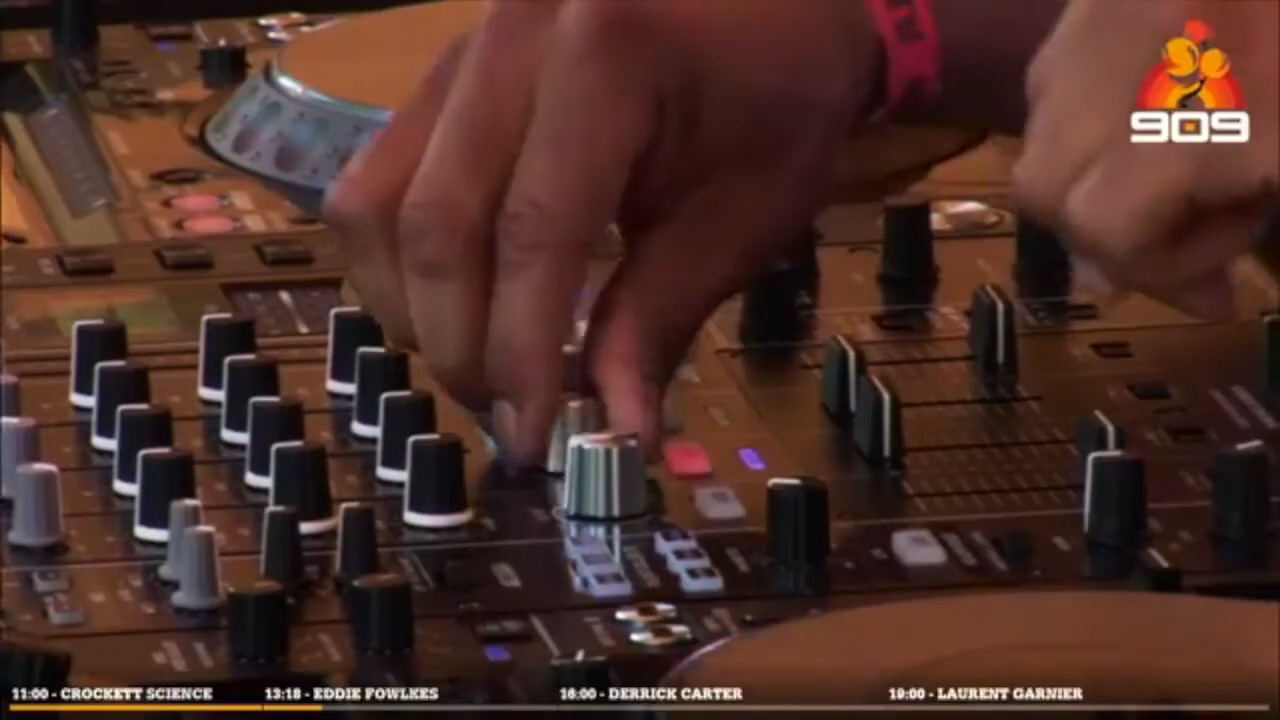 909
11:00 - CROCKETT SCIENCE
13:18 - EDDIE FOWLKES
16:00 - DERRICK CARTER
19:00 - LAURENT GARNIER